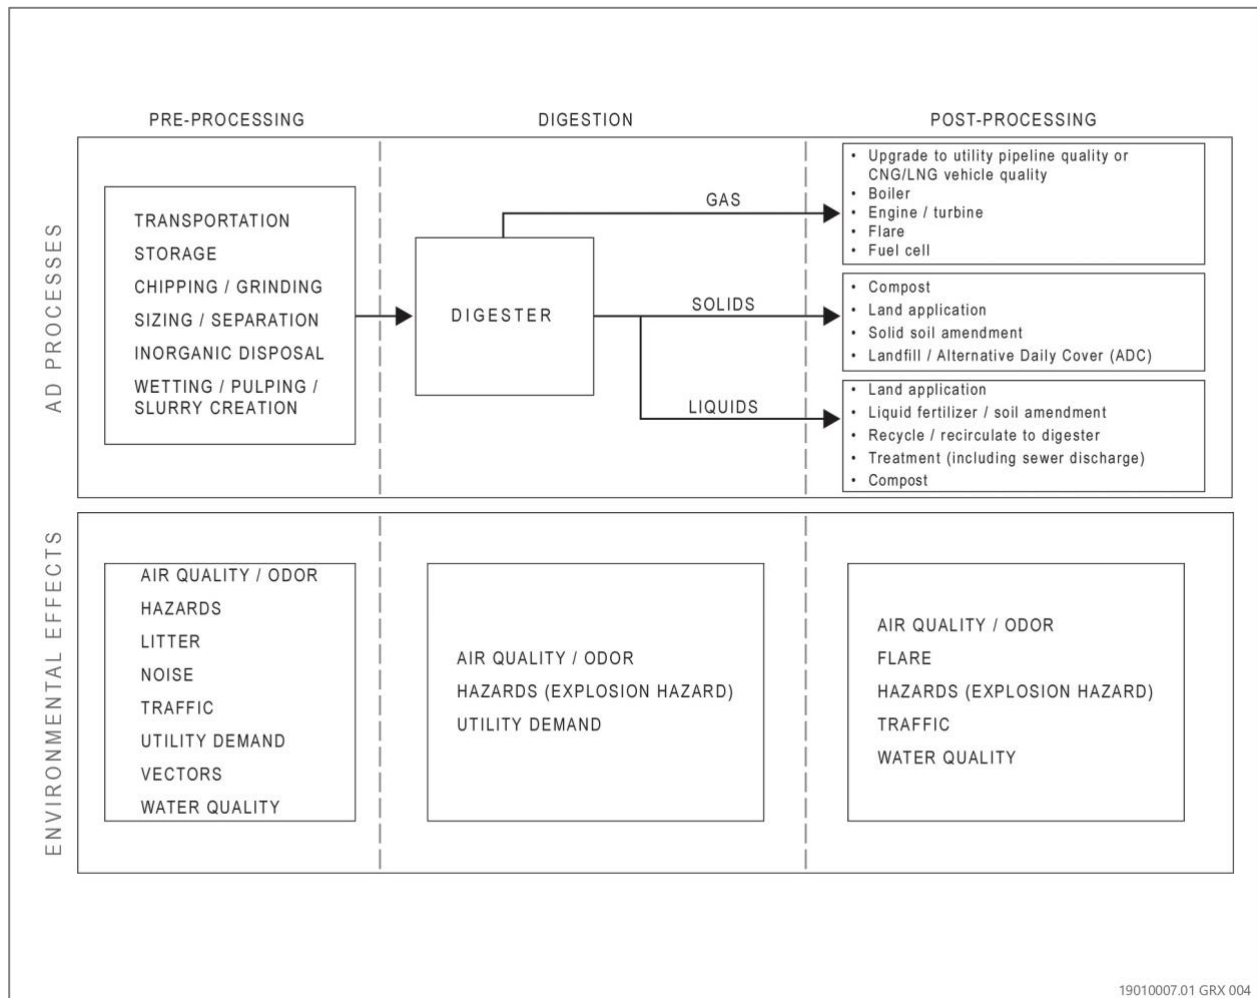 PRE-PROCESSING
DIGESTION
POST-PROCESSING
AD PROCESSES
TRANSPORTATION
STORAGE
CHIPPING / GRINDING
SIZING / SEPARATION
INORGANIC DISPOSAL
WETTING / PULPING /
SLURRY CREATION
DIGESTER
GAS
SOLIDS
LIQUIDS
• Upgrade to utility pipeline quality or
CNG/LNG vehicle quality
• Boiler
• Engine / turbine
• Flare
• Fuel cell
• Compost
• Land application
• Solid soil amendment
• Landfill / Alternative Daily Cover (ADC)
• Land application
• Liquid fertilizer / soil amendment
• Recycle / recirculate to digester
• Treatment (including sewer discharge)
• Compost
ENVIRONMENTAL EFFECTS
AIR QUALITY / ODOR
HAZARDS
LITTER
NOISE
TRAFFIC
UTILITY DEMAND
VECTORS
WATER QUALITY
AIR QUALITY / ODOR
HAZARDS (EXPLOSION HAZARD)
UTILITY DEMAND
AIR QUALITY / ODOR
FLARE
HAZARDS (EXPLOSION HAZARD)
TRAFFIC
WATER QUALITY
19010007.01 GRX 004